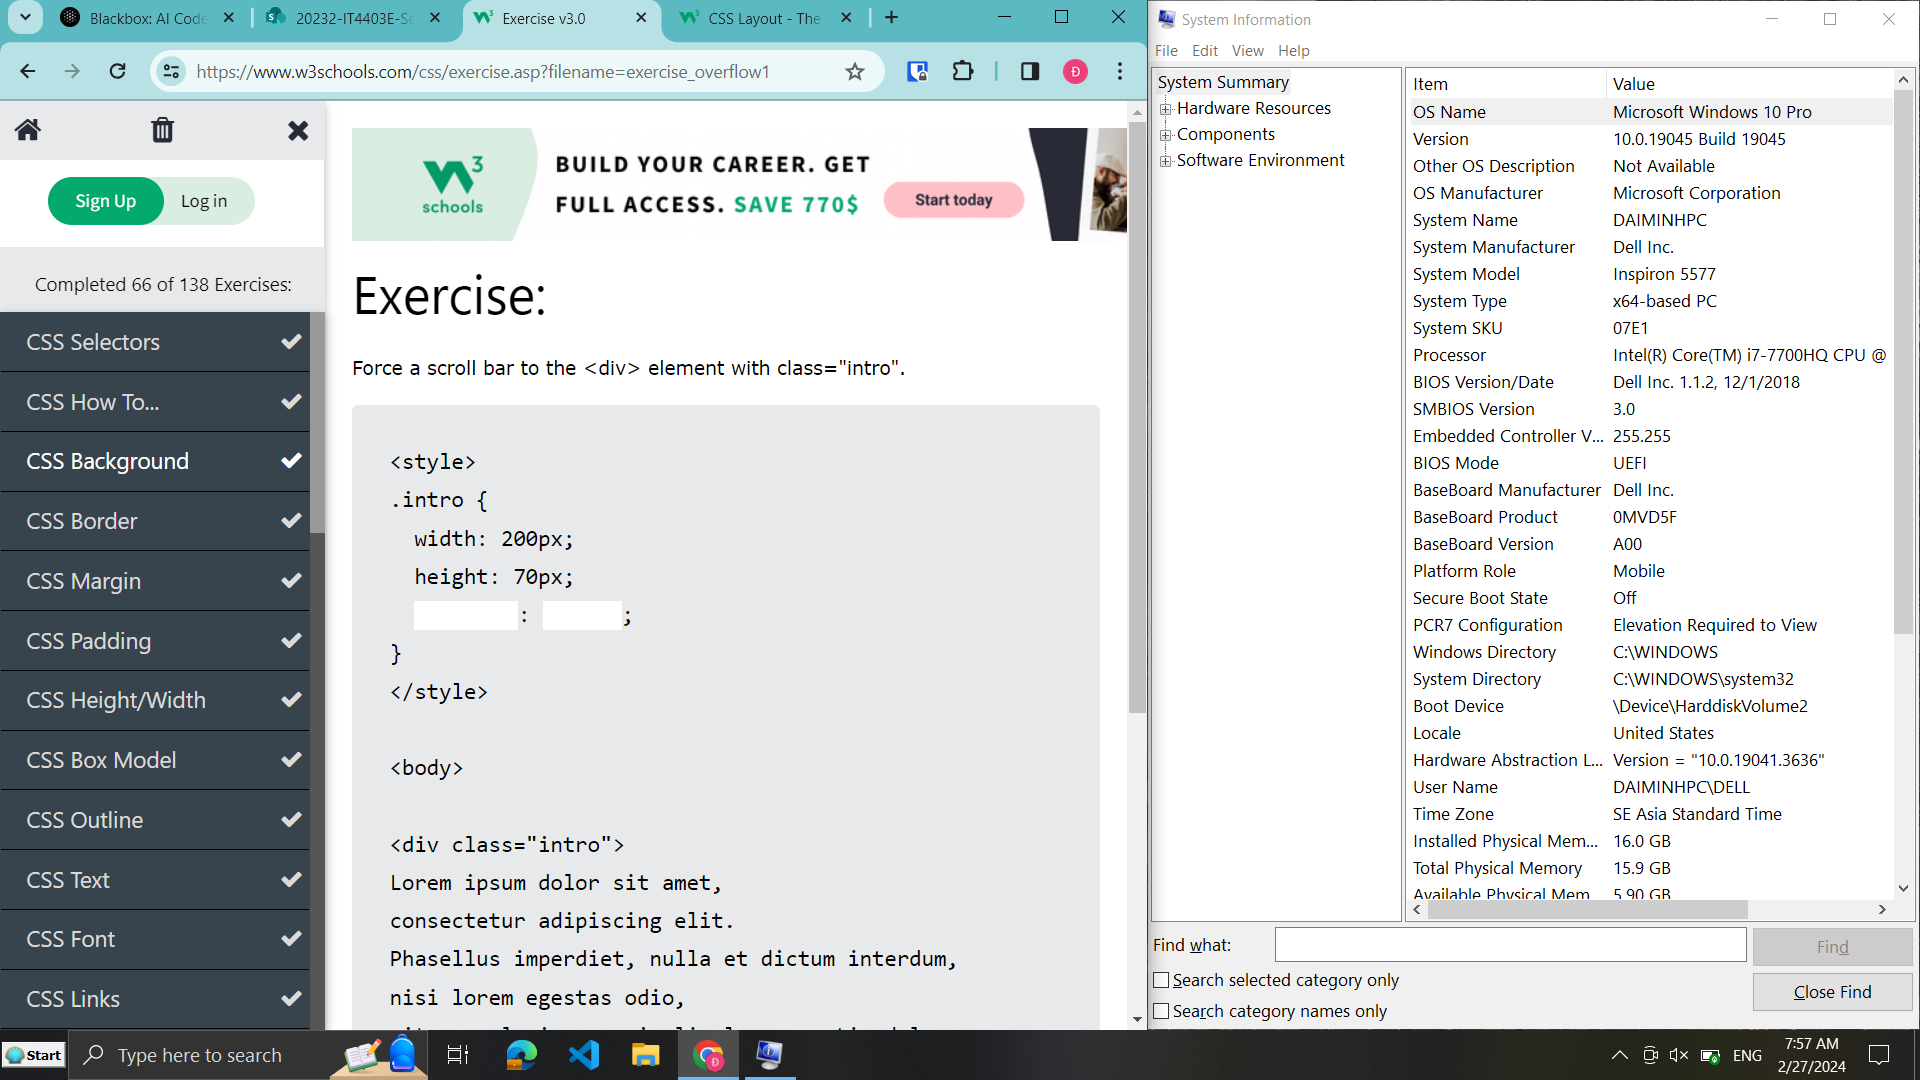 Blackbox: AI Code
20232-IT4403E-Se
Exercise v3.0
CSS Layout - The
https://www.w3schools.com/css/exercise.asp?filename=exercise_overflow1
Đ
Sign Up
Log in
Completed 66 of 138 Exercises:
CSS Selectors
CSS How To...
CSS Background
CSS Border
CSS Margin
CSS Padding
CSS Height/Width
CSS Box Model
CSS Outline
CSS Text
CSS Font
CSS Links
W3
schools
BUILD YOUR CAREER. GET
FULL ACCESS. SAVE 770$
Start today
Exercise:
Force a scroll bar to the <div> element with class="intro".
<style>
.intro {
width: 200px;
height: 70px;
: ;
}
</style>
<body>
<div class="intro">
Lorem ipsum dolor sit amet,
consectetur adipiscing elit.
Phasellus imperdiet, nulla et dictum interdum,
nisi lorem egestas odio,
System Information
File Edit View Help
System Summary
Hardware Resources
Components
Software Environment
Item Value
OS Name Microsoft Windows 10 Pro
Version 10.0.19045 Build 19045
Other OS Description Not Available
OS Manufacturer Microsoft Corporation
System Name DAIMINHPC
System Manufacturer Dell Inc.
System Model Inspiron 5577
System Type x64-based PC
System SKU 07E1
Processor Intel(R) Core(TM) i7-7700HQ CPU @
BIOS Version/Date Dell Inc. 1.1.2, 12/1/2018
SMBIOS Version 3.0
Embedded Controller V... 255.255
BIOS Mode UEFI
BaseBoard Manufacturer Dell Inc.
BaseBoard Product 0MVD5F
BaseBoard Version A00
Platform Role Mobile
Secure Boot State Off
PCR7 Configuration Elevation Required to View
Windows Directory C:\WINDOWS
System Directory C:\WINDOWS\system32
Boot Device \Device\HarddiskVolume2
Locale United States
Hardware Abstraction L... Version = "10.0.19041.3636"
User Name DAIMINHPC\DELL
Time Zone SE Asia Standard Time
Installed Physical Mem... 16.0 GB
Total Physical Memory 15.9 GB
Available Physical Mem 5.90 GB
Find what:
Find
Search selected category only
Close Find
Search category names only
Start
Type here to search
ENG
7:57 AM
2/27/2024